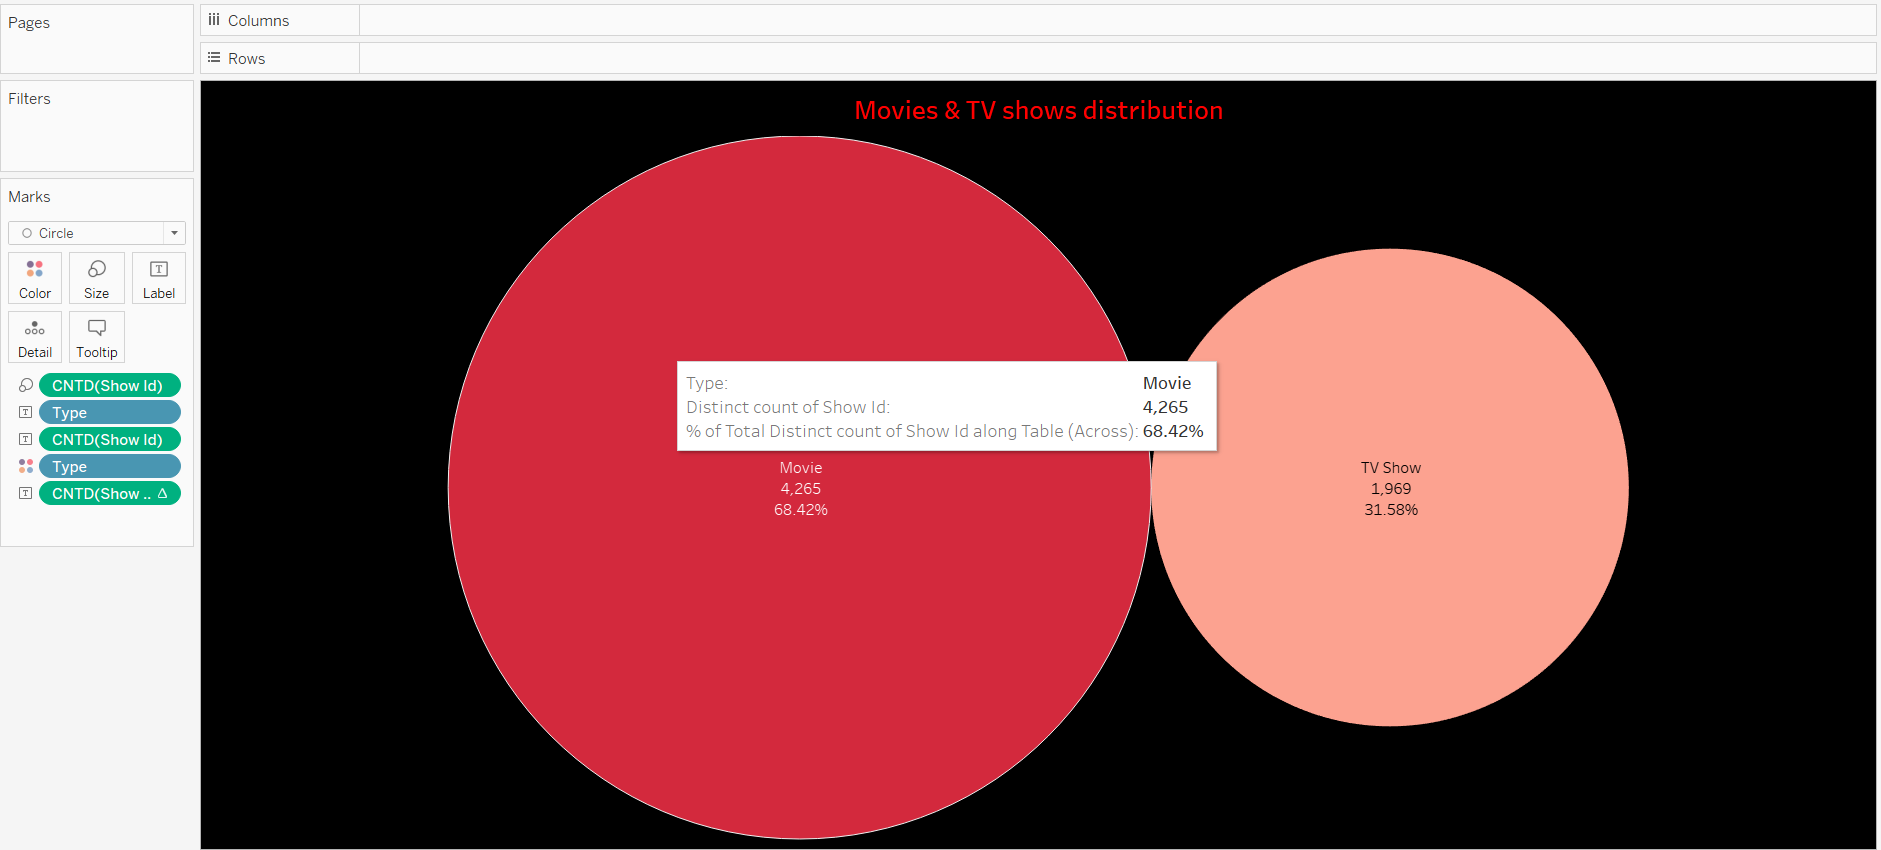 Pages
Columns
Rows
Filters
Marks
Circle
Color
Size
Label
Detail
Tooltip
CNTD(Show Id)
Type
CNTD(Show Id)
Type
CNTD(Show ..
Movies & TV shows distribution
Type: Movie
Distinct count of Show Id: 4,265
% of Total Distinct count of Show Id along Table (Across): 68.42%
Movie
4,265
68.42%
TV Show
1,969
31.58%